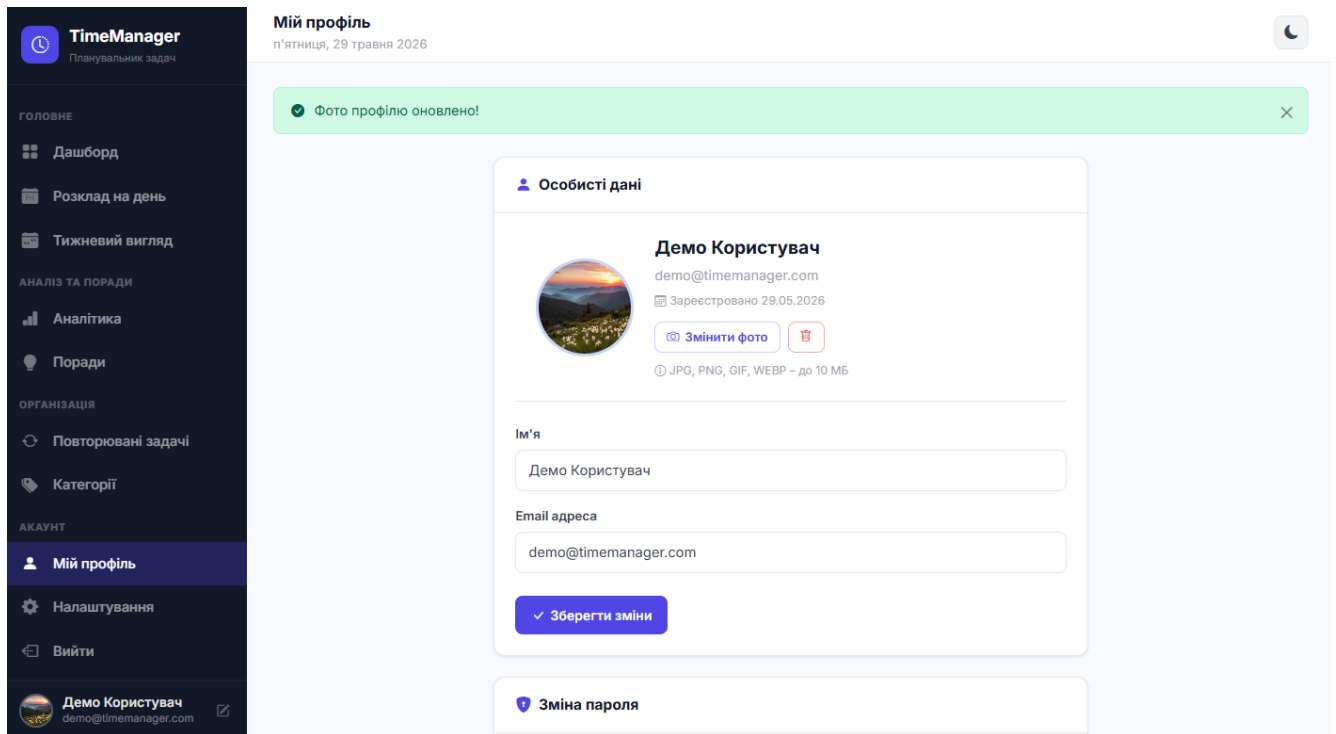 TimeManager
Планувальник задач
ГОЛОВНЕ
Дашборд
Розклад на день
Тижневий вигляд
АНАЛІЗ ТА ПОРАДИ
Аналітика
Поради
ОРГАНІЗАЦІЯ
Повторювані задачі
Категорії
АКАУНТ
Мій профіль
Налаштування
Вийти
Демо Користувач
demo@timemanager.com
Мій профіль
п'ятниця, 29 травня 2026
Фото профілю оновлено!
Особисті дані
Демо Користувач
demo@timemanager.com
Зареєстровано 29.05.2026
Змінити фото
JPG, PNG, GIF, WEBP – до 10 МБ
Ім'я
Демо Користувач
Email адреса
demo@timemanager.com
Зберегти зміни
Зміна пароля